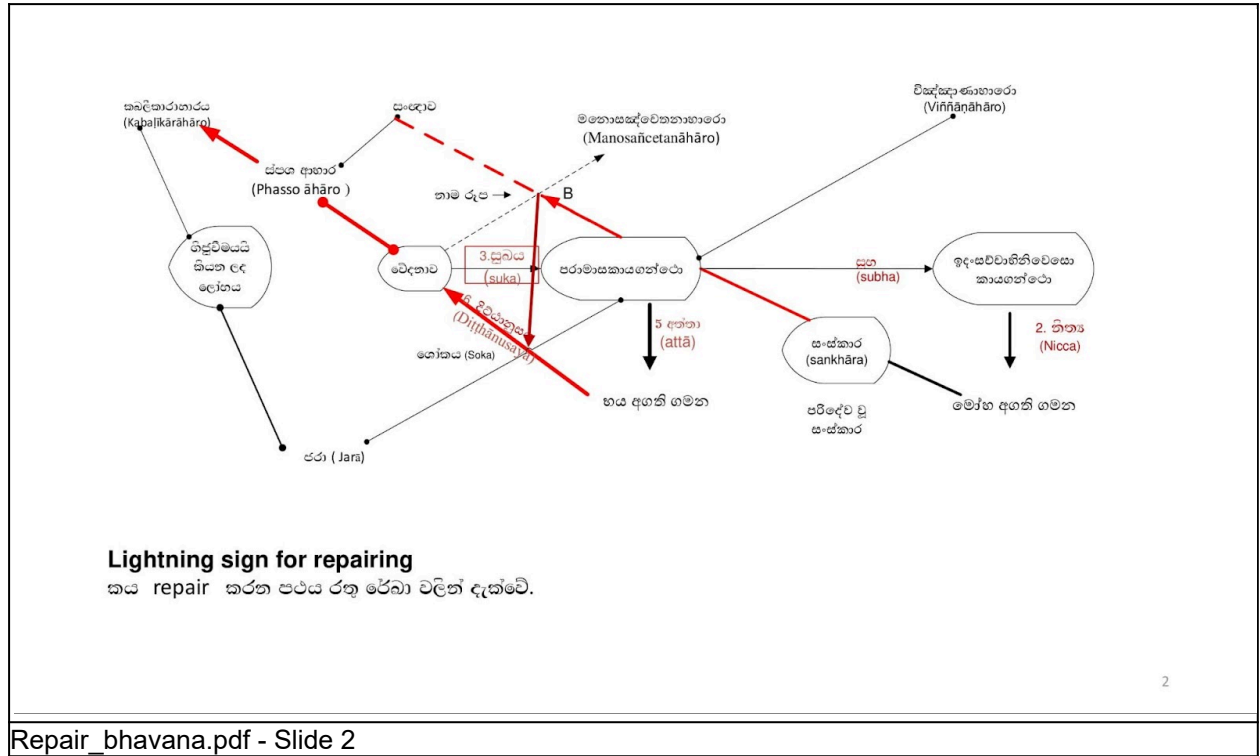 කබලිකාරාහාරය
(Kabaḷīkārāhāro)
සංඥාව
මනොසඤ්චෙතනාහාරො
(Manosañcetanāhāro)
විඤ්ඤාණාහාරො
(Viññāṇāhāro)
ස්පශ ආහාර
(Phasso āhāro )
නාම රූප
B
ගිජුවීමයයි
කියන ලද
ලෝභය
වේදනාව
3.සුඛය
(suka)
පරාමාසකායගන්ථො
සුභ
(subha)
ඉදංසච්චාභිනිවෙසො
කායගන්ථො
(Diṭṭhānusaya)
ශෝකය (Soka)
5 අත්තා
(attā)
සංස්කාර
(sankhāra)
2. නිත්‍ය
(Nicca)
භය අගති ගමන
පරිදේව වූ
සංස්කාර
මෝහ අගති ගමන
ජරා ( Jarā)
Lightning sign for repairing
කය repair කරන පථය රතු රේඛා වලින් දැක්වේ.
2
Repair_bhavana.pdf - Slide 2